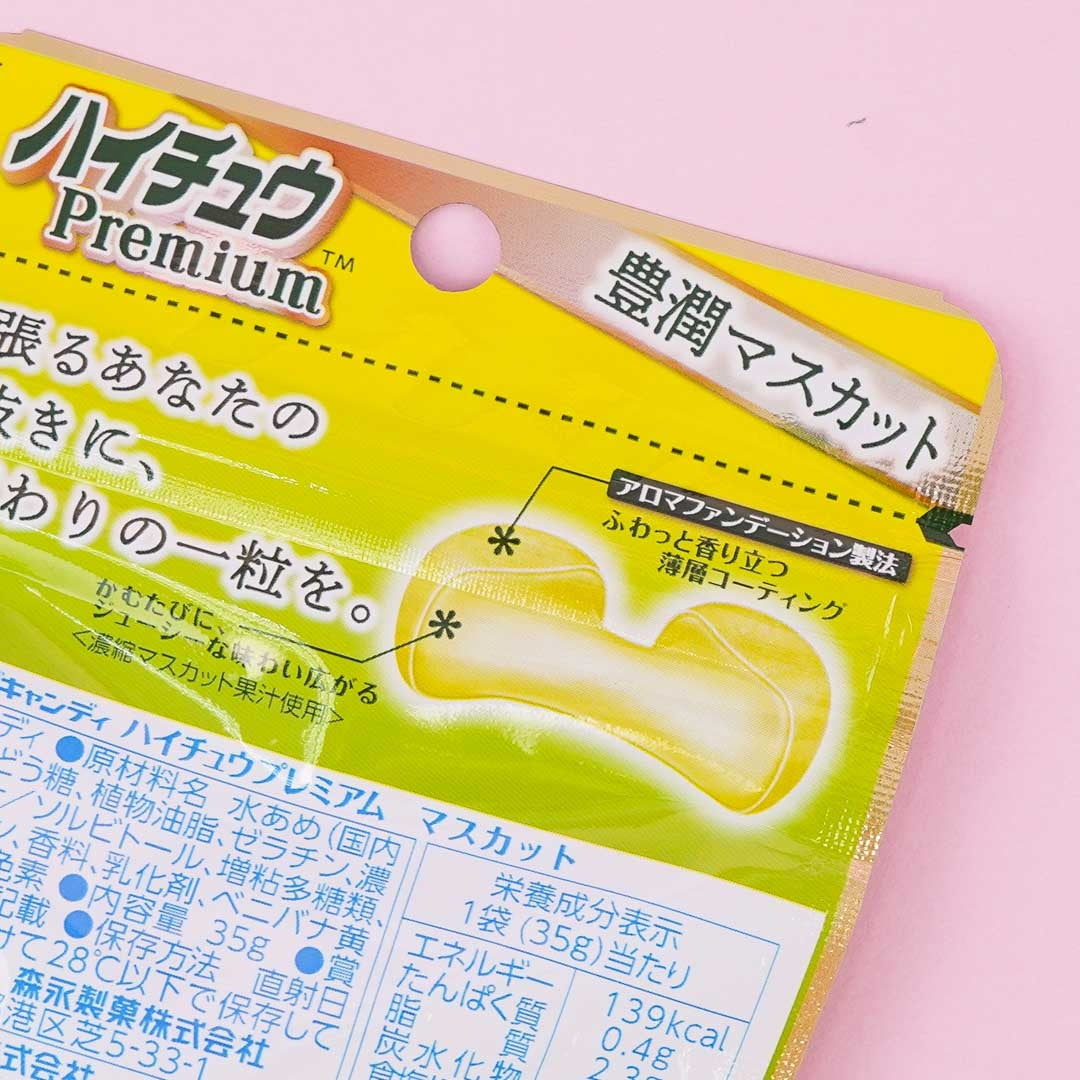 ハイチュウ
Premium™
豊潤マスカット
張るあなたの
抜きに、
わりの一粒を。
アロマファンデーション製法
ふわっと香り立つ
薄層コーティング
かむたびに、
ジューシーな味わい広がる
<濃縮マスカット果汁使用>
キャンディ ハイチュウプレミアム マスカット
ディ ●原材料名 水あめ(国内
どう糖、植物油脂、ゼラチン、濃
/ソルビトール、増粘多糖類、
、香料、乳化剤、ベニバナ黄
色素 ●内容量 35g ●賞
記載 ●保存方法 直射日
けて28℃以下で保存して
森永製菓株式会社
港区芝5-33-1
式会社
栄養成分表示
1袋(35g)当たり
エネルギー 139kcal
たんぱく質 0.4g
脂質
炭水化物